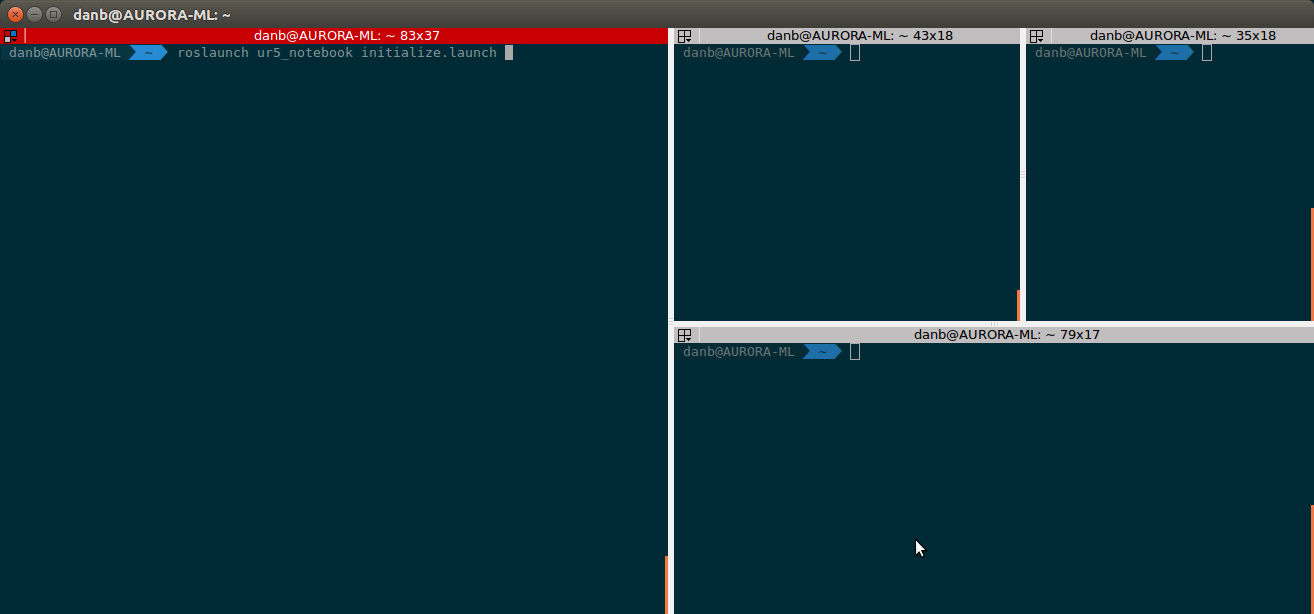 danb@AURORA-ML: ~
danb@AURORA-ML: ~ 83x37
danb@AURORA-ML ~ roslaunch ur5_notebook initialize.launch
danb@AURORA-ML: ~ 43x18
danb@AURORA-ML ~
danb@AURORA-ML: ~ 35x18
danb@AURORA-ML ~
danb@AURORA-ML: ~ 79x17
danb@AURORA-ML ~